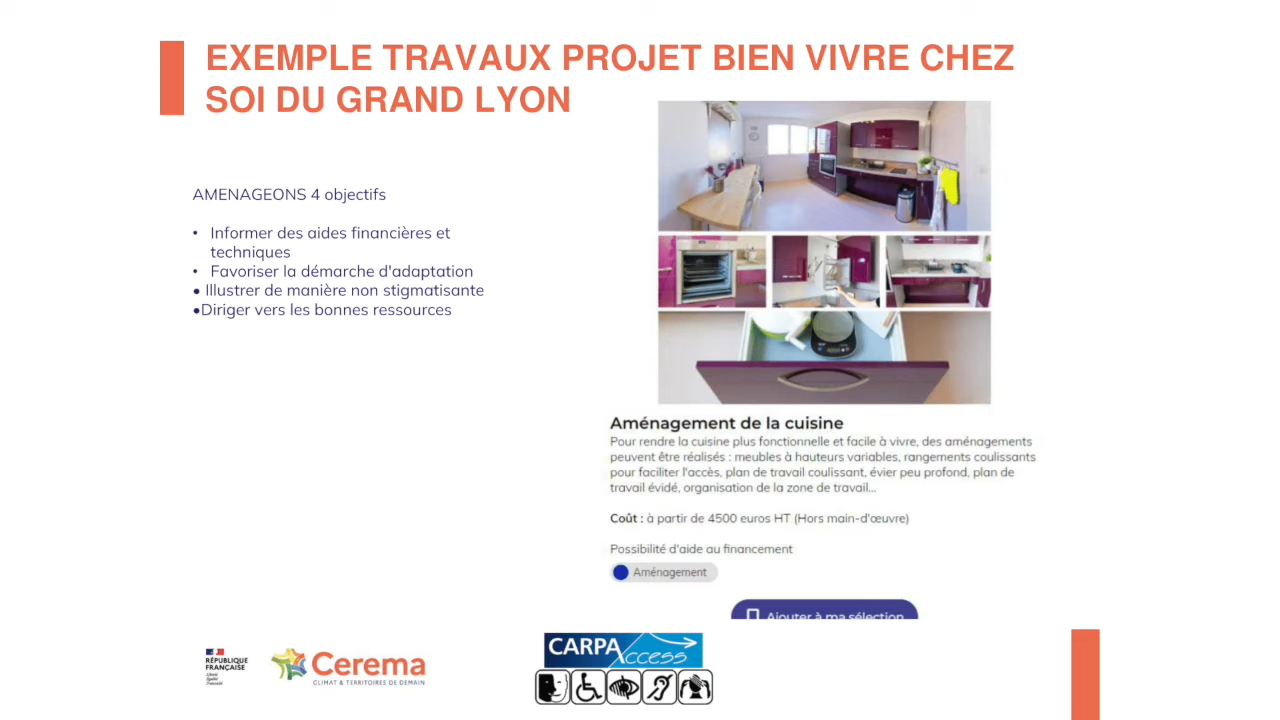 EXEMPLE TRAVAUX PROJET BIEN VIVRE CHEZ
SOI DU GRAND LYON
AMENAGEONS 4 objectifs
• Informer des aides financières et
techniques
• Favoriser la démarche d'adaptation
• Illustrer de manière non stigmatisante
•Diriger vers les bonnes ressources
Aménagement de la cuisine
Pour rendre la cuisine plus fonctionnelle et facile à vivre, des aménagements
peuvent être réalisés : meubles à hauteurs variables, rangements coulissants
pour faciliter l'accès, plan de travail coulissant, évier peu profond, plan de
travail évidé, organisation de la zone de travail...
Coût : à partir de 4500 euros HT (Hors main-d'œuvre)
Possibilité d'aide au financement
Aménagement
Ajouter à ma sélection
RÉPUBLIQUE
FRANÇAISE
Liberté
Égalité
Fraternité
Cerema
CLIMAT & TERRITOIRES DE DEMAIN
CARPA
Access